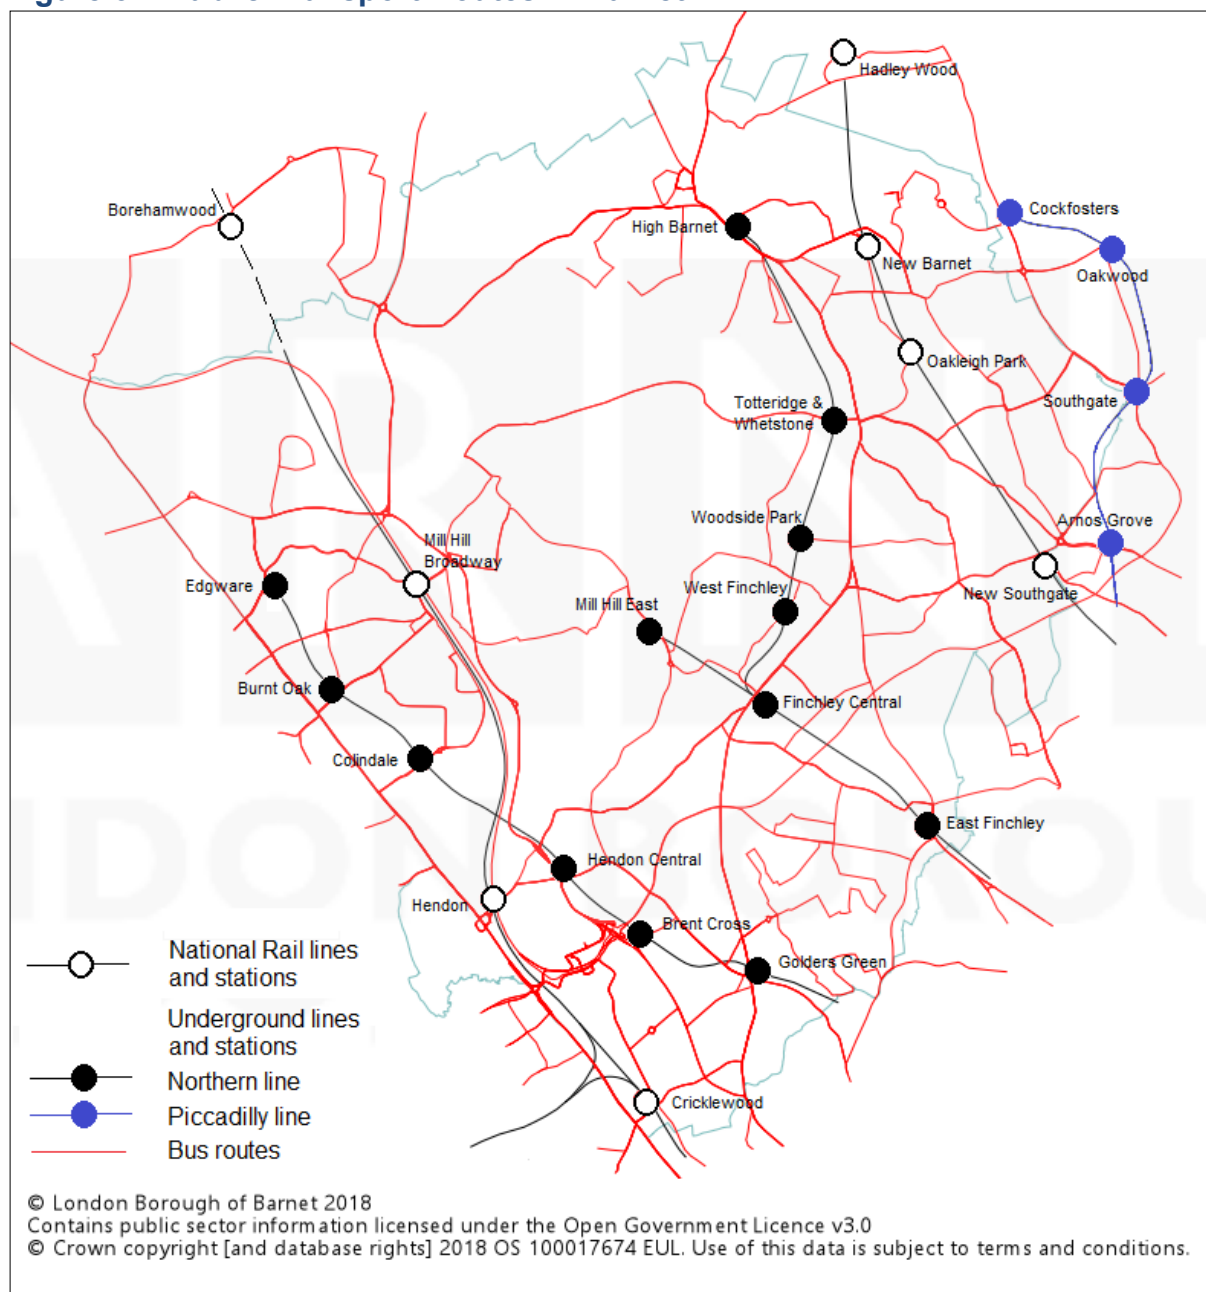 Hadley Wood
Borehamwood
High Barnet
Cockfosters
New Barnet
Oakwood
Oakleigh Park
Totteridge &
Whetstone
Southgate
Woodside Park
Arnos Grove
Mill Hill
Broadway
Edgware
West Finchley
New Southgate
Mill Hill East
Burnt Oak
Finchley Central
Colindale
East Finchley
Hendon Central
Hendon
Brent Cross
Golders Green
Cricklewood
National Rail lines
and stations
Underground lines
and stations
Northern line
Piccadilly line
Bus routes
© London Borough of Barnet 2018
Contains public sector information licensed under the Open Government Licence v3.0
© Crown copyright [and database rights] 2018 OS 100017674 EUL. Use of this data is subject to terms and conditions.